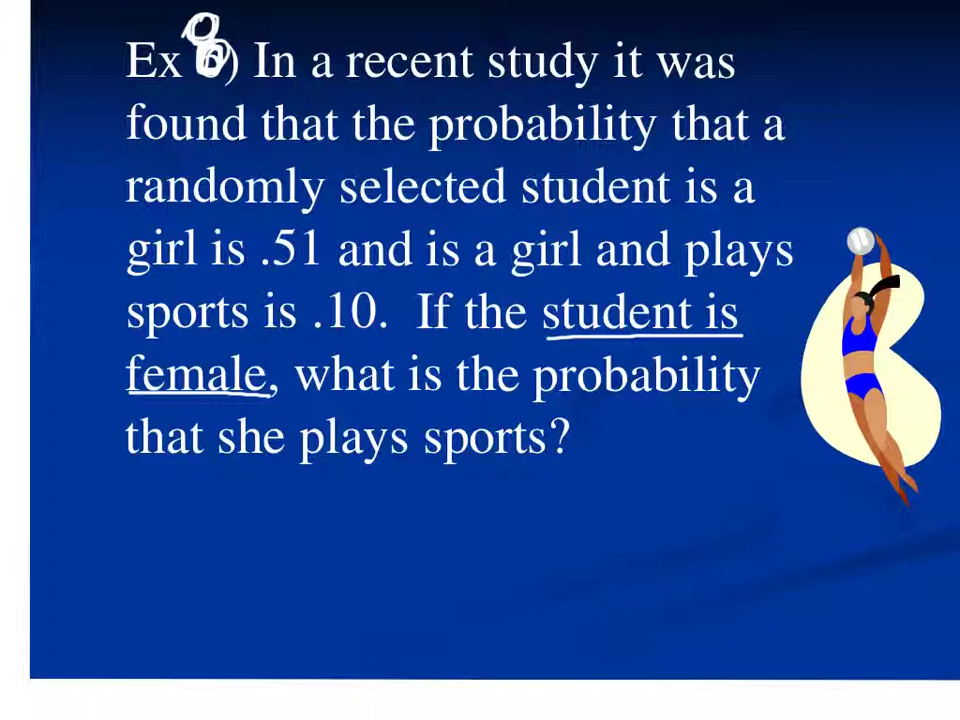 Ex 8) In a recent study it was
found that the probability that a
randomly selected student is a
girl is .51 and is a girl and plays
sports is .10. If the student is
female, what is the probability
that she plays sports?